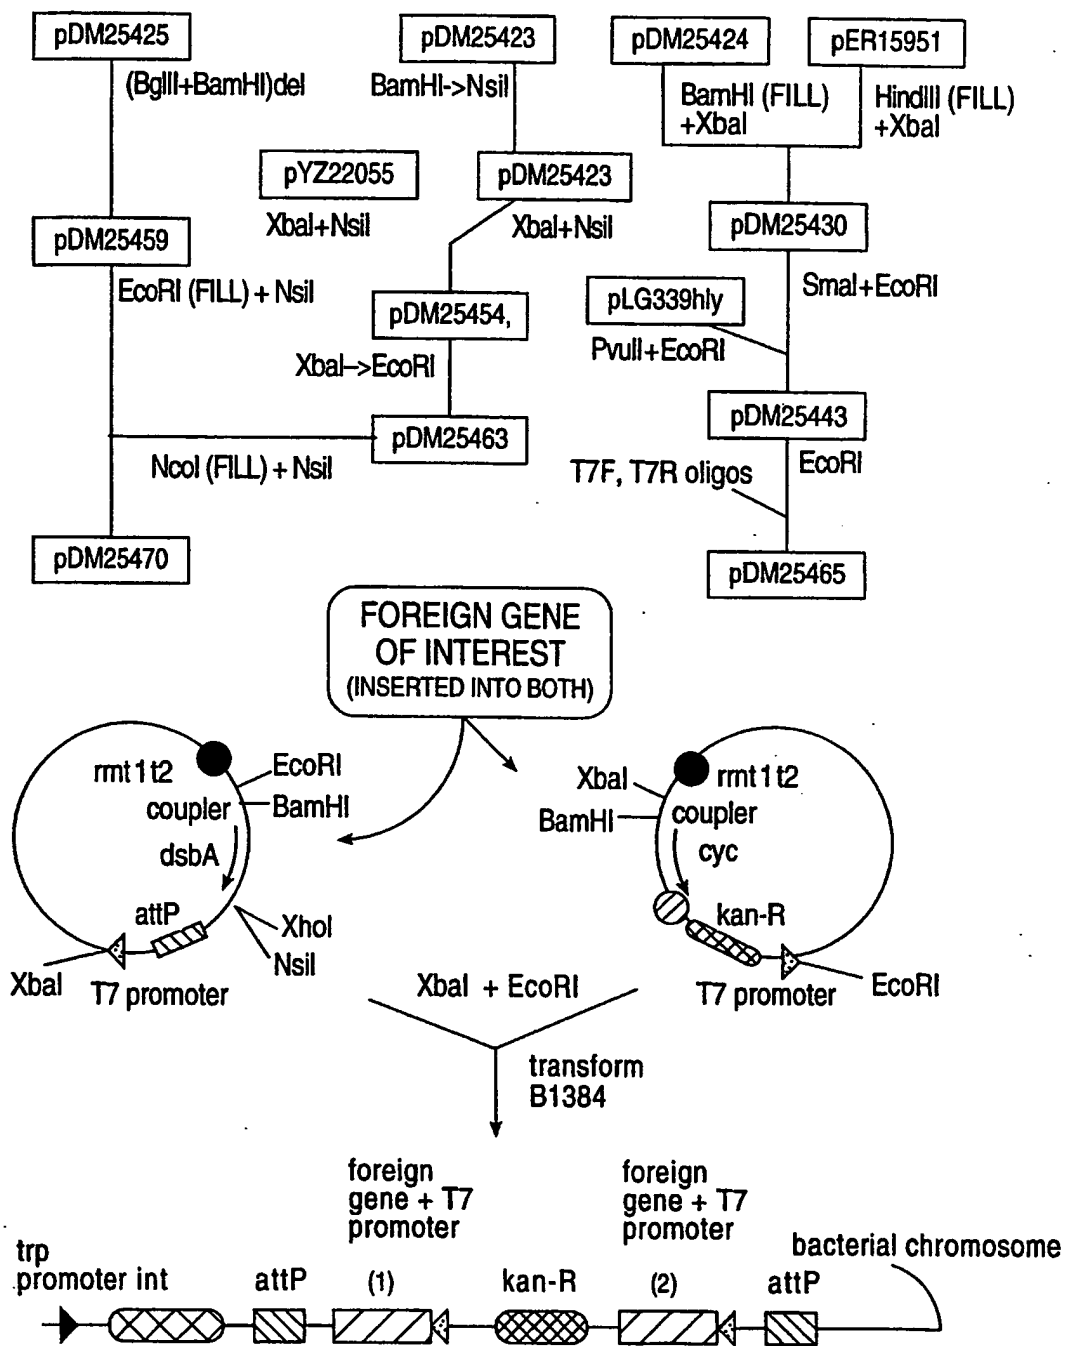 pDM25425
pDM25423
pDM25424
pER15951
(BglII+BamHI)del
BamHI->NsiI
BamHI (FILL)
+XbaI
HindIII (FILL)
+XbaI
pYZ22055
pDM25423
XbaI+NsiI
XbaI+NsiI
pDM25459
pDM25430
EcoRI (FILL) + NsiI
SmaI+EcoRI
pLG339hly
pDM25454,
PvuII+EcoRI
XbaI->EcoRI
pDM25443
pDM25463
EcoRI
NcoI (FILL) + NsiI
T7F, T7R oligos
pDM25470
pDM25465
FOREIGN GENE
OF INTEREST
(INSERTED INTO BOTH)
rrnt1t2
EcoRI
coupler
BamHI
dsbA
attP
XhoI
NsiI
XbaI
T7 promoter
XbaI
rrnt1t2
BamHI
coupler
cyc
kan-R
T7 promoter
EcoRI
XbaI + EcoRI
transform
B1384
foreign
gene + T7
promoter
foreign
gene + T7
promoter
bacterial chromosome
trp
promoter int
attP
(1)
kan-R
(2)
attP